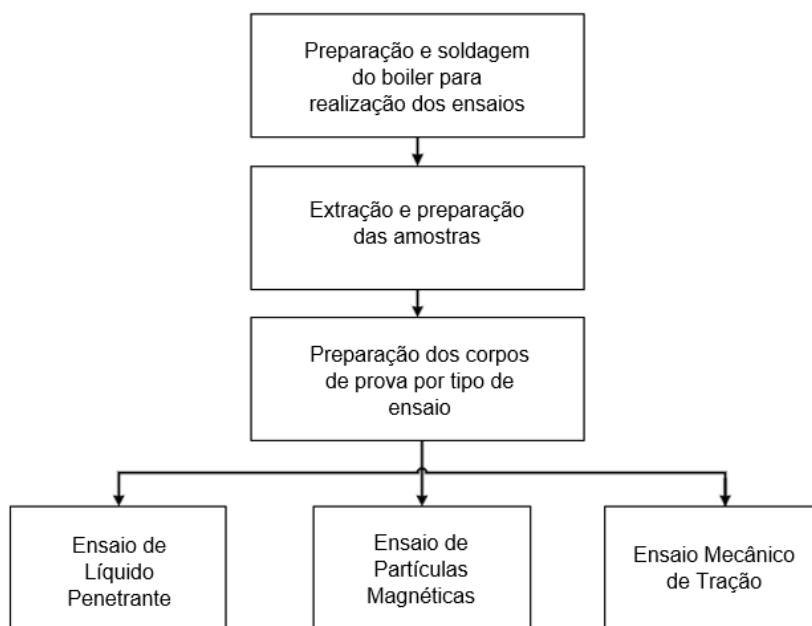 Preparação e soldagem
do boiler para
realização dos ensaios
Extração e preparação
das amostras
Preparação dos corpos
de prova por tipo de
ensaio
Ensaio de
Líquido
Penetrante
Ensaio de
Partículas
Magnéticas
Ensaio Mecânico
de Tração